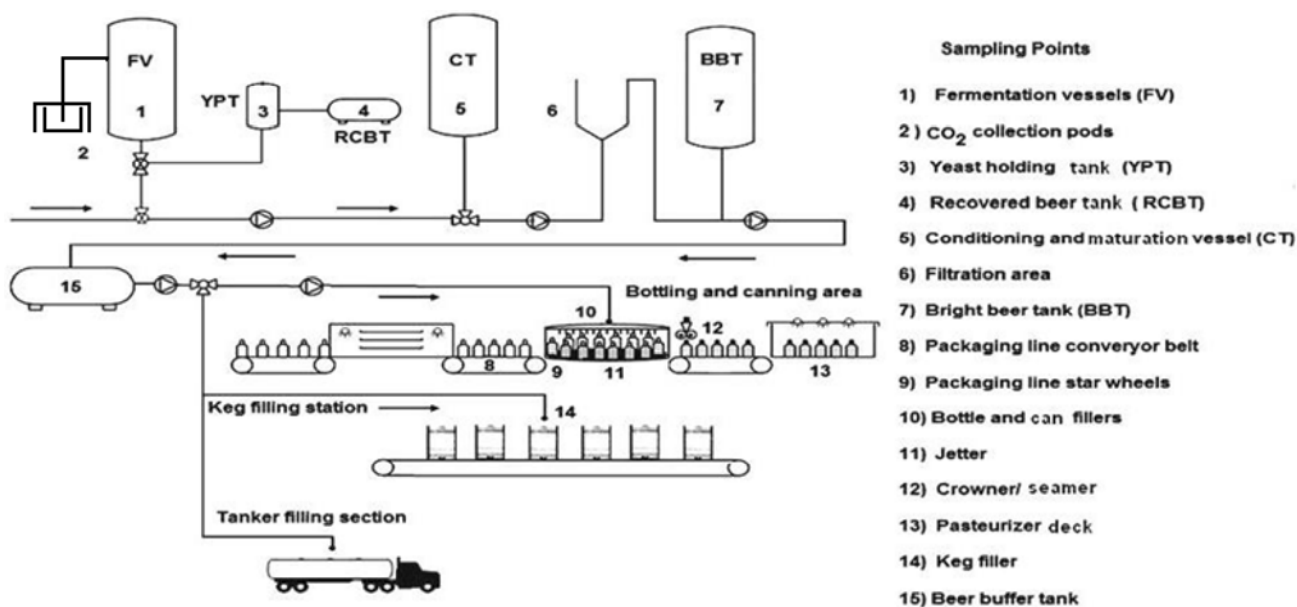 FV
1
2
YPT
3
4
RCBT
CT
5
6
BBT
7
15
Bottling and canning area
10
12
8
9
11
13
Keg filling station
14
Tanker filling section
Sampling Points
1) Fermentation vessels (FV)
2 ) CO2 collection pods
3) Yeast holding tank (YPT)
4) Recovered beer tank ( RCBT)
5) Conditioning and maturation vessel (CT)
6) Filtration area
7) Bright beer tank (BBT)
8) Packaging line converyor belt
9) Packaging line star wheels
10) Bottle and can fillers
11) Jetter
12) Crowner/ seamer
13) Pasteurizer deck
14) Keg filler
15) Beer buffer tank